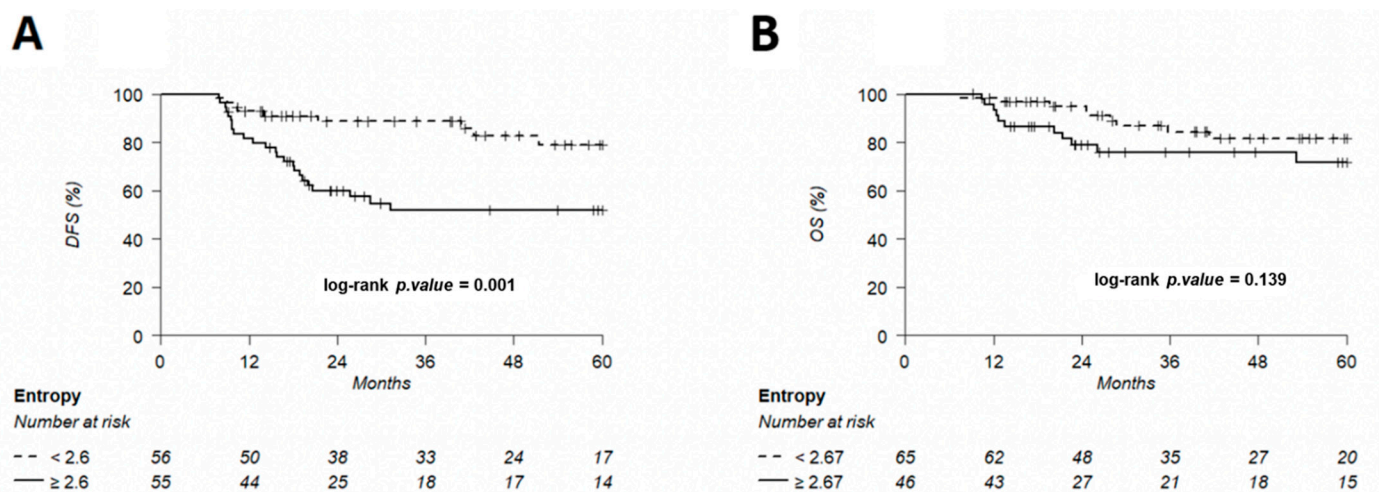 A
100
80
60
40
20
0
DFS (%)
log-rank p.value = 0.001
0 12 24 36 48 60
Months
Entropy
Number at risk
< 2.6 56 50 38 33 24 17
≥ 2.6 55 44 25 18 17 14
B
100
80
60
40
20
0
OS (%)
log-rank p.value = 0.139
0 12 24 36 48 60
Months
Entropy
Number at risk
< 2.67 65 62 48 35 27 20
≥ 2.67 46 43 27 21 18 15